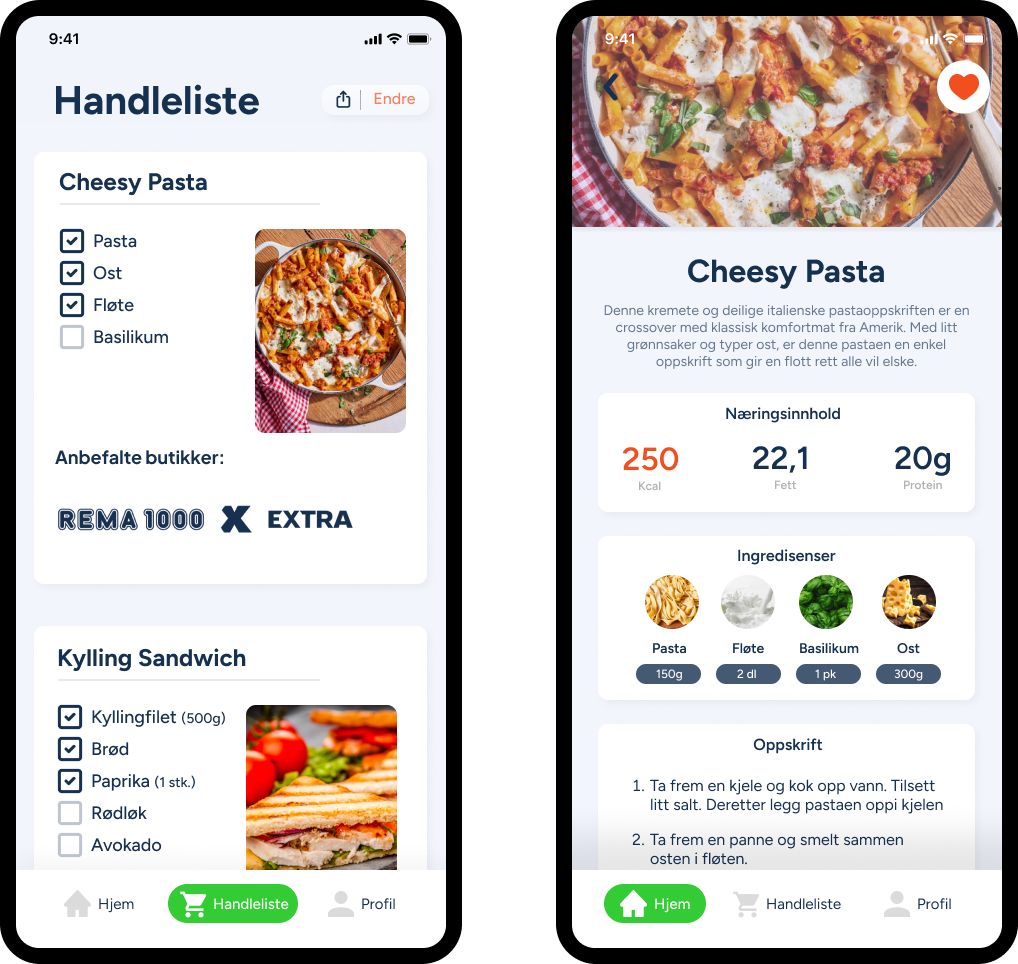 9:41
Handleliste
Endre
Cheesy Pasta
Pasta
Ost
Fløte
Basilikum
Anbefalte butikker:
REMA 1000 X EXTRA
Kylling Sandwich
Kyllingfilet (500g)
Brød
Paprika (1 stk.)
Rødløk
Avokado
Hjem Handleliste Profil
9:41
Cheesy Pasta
Denne kremete og deilige italienske pastaoppskriften er en
crossover med klassisk komfortmat fra Amerik. Med litt
grønnsaker og typer ost, er denne pastaen en enkel
oppskrift som gir en flott rett alle vil elske.
Næringsinnhold
250 22,1 20g
Kcal Fett Protein
Ingredisenser
Pasta Fløte Basilikum Ost
150g 2 dl 1 pk 300g
Oppskrift
1. Ta frem en kjele og kok opp vann. Tilsett
litt salt. Deretter legg pastaen oppi kjelen
2. Ta frem en panne og smelt sammen
osten i fløten.
Hjem Handleliste Profil